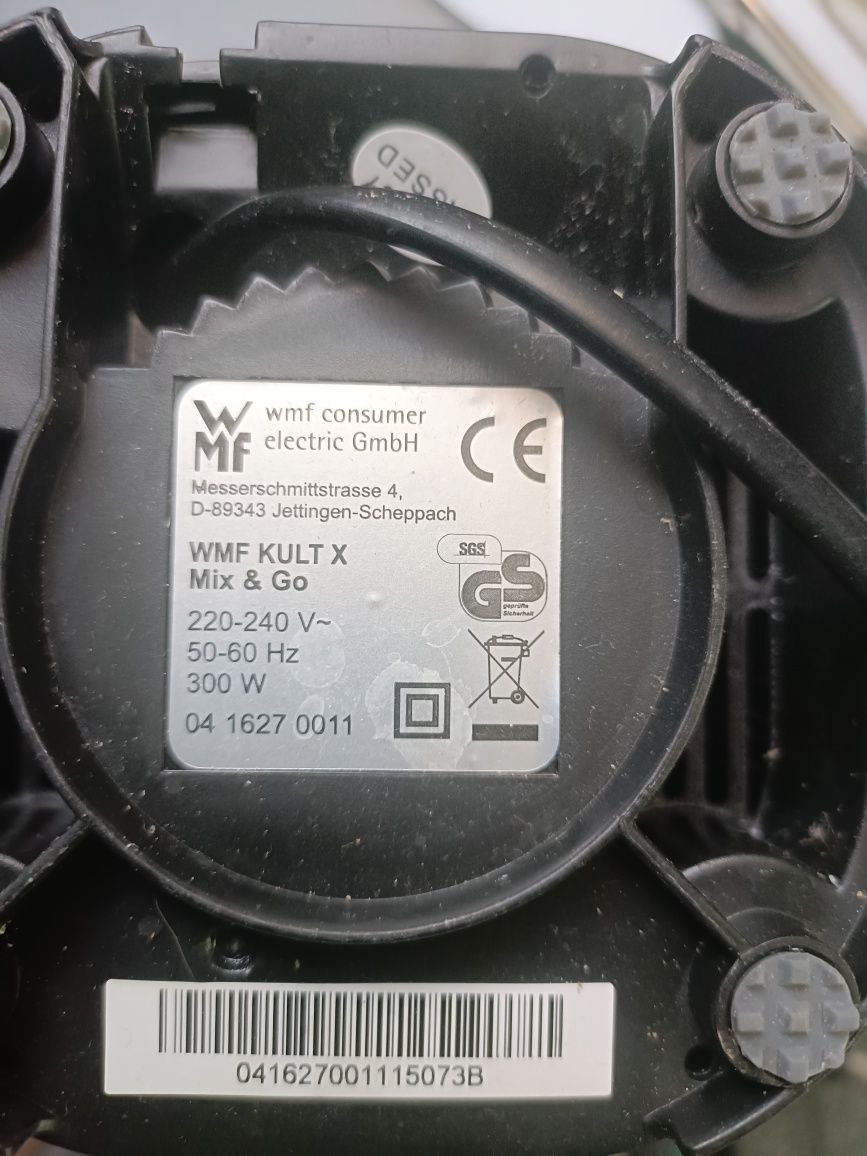 PASSED
WMF wmf consumer
electric GmbH
CE
Messerschmittstrasse 4,
D-89343 Jettingen-Scheppach
WMF KULT X
Mix & Go
SGS
GS
geprüfte
Sicherheit
220-240 V~
50-60 Hz
300 W
04 1627 0011
041627001115073B